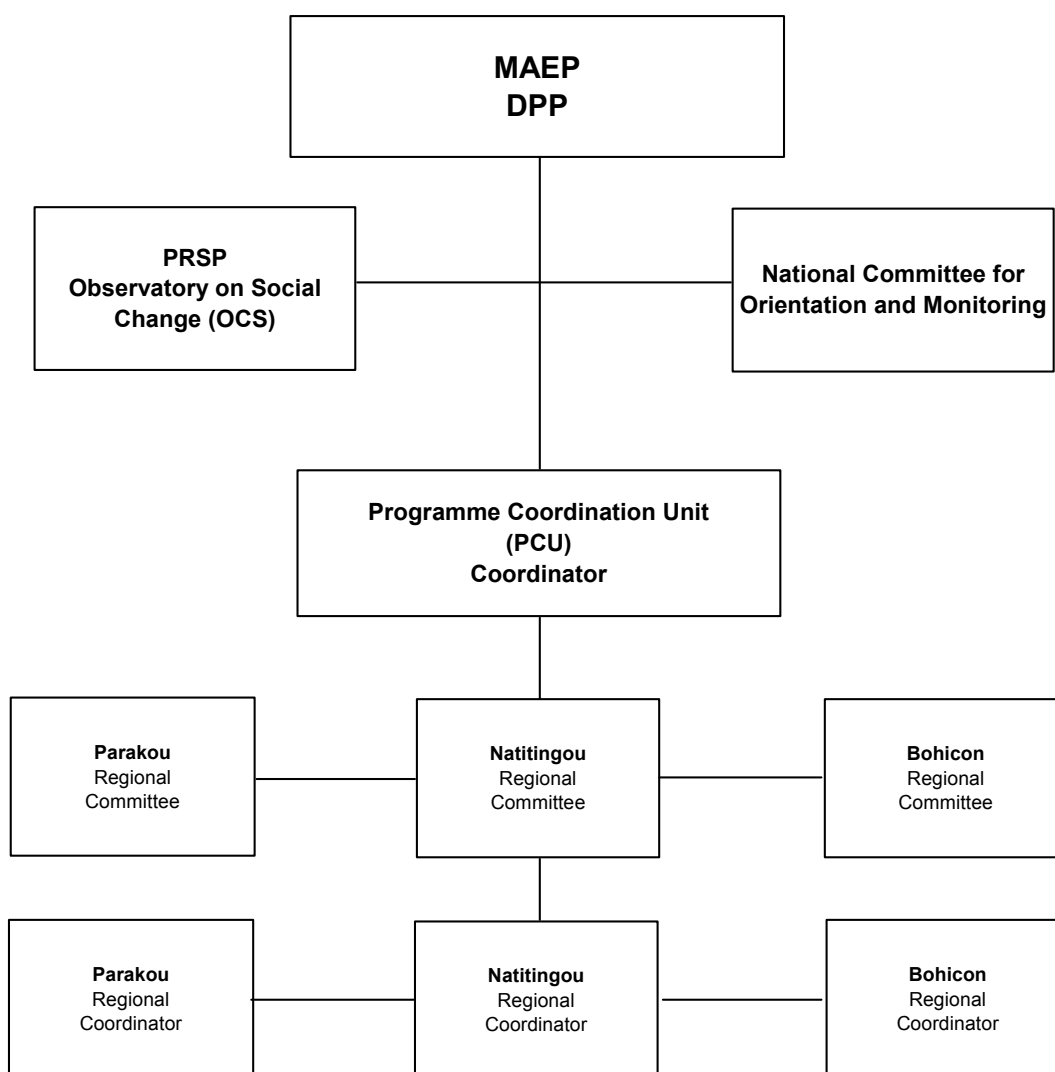 MAEP
DPP
PRSP
Observatory on Social
Change (OCS)
National Committee for
Orientation and Monitoring
Programme Coordination Unit
(PCU)
Coordinator
Parakou
Regional
Committee
Natitingou
Regional
Committee
Bohicon
Regional
Committee
Parakou
Regional
Coordinator
Natitingou
Regional
Coordinator
Bohicon
Regional
Coordinator